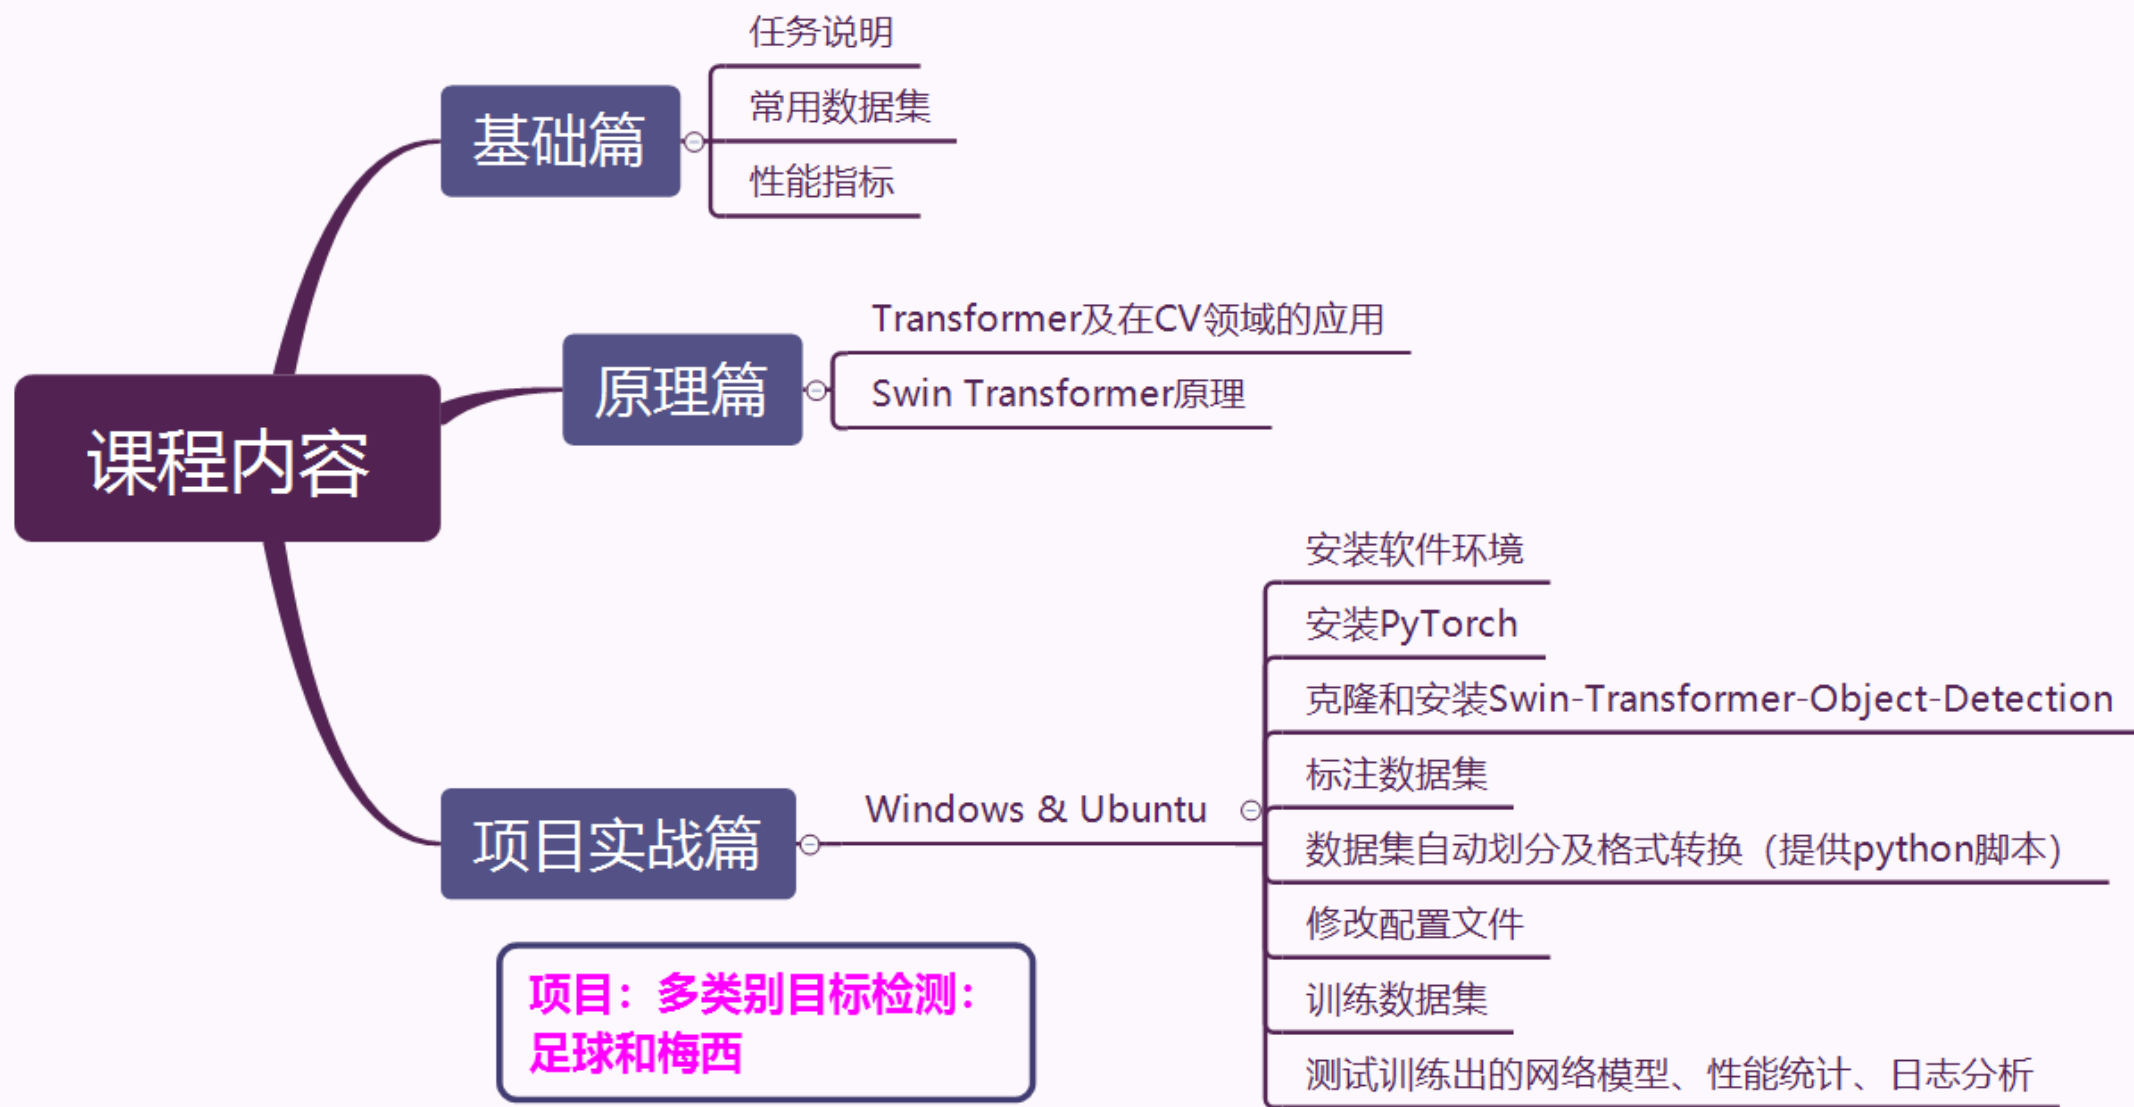 任务说明
常用数据集
性能指标
基础篇
Transformer及在CV领域的应用
Swin Transformer原理
原理篇
课程内容
安装软件环境
安装PyTorch
克隆和安装Swin-Transformer-Object-Detection
标注数据集
Windows & Ubuntu
数据集自动划分及格式转换（提供python脚本）
项目实战篇
修改配置文件
训练数据集
测试训练出的网络模型、性能统计、日志分析
项目：多类别目标检测：
足球和梅西